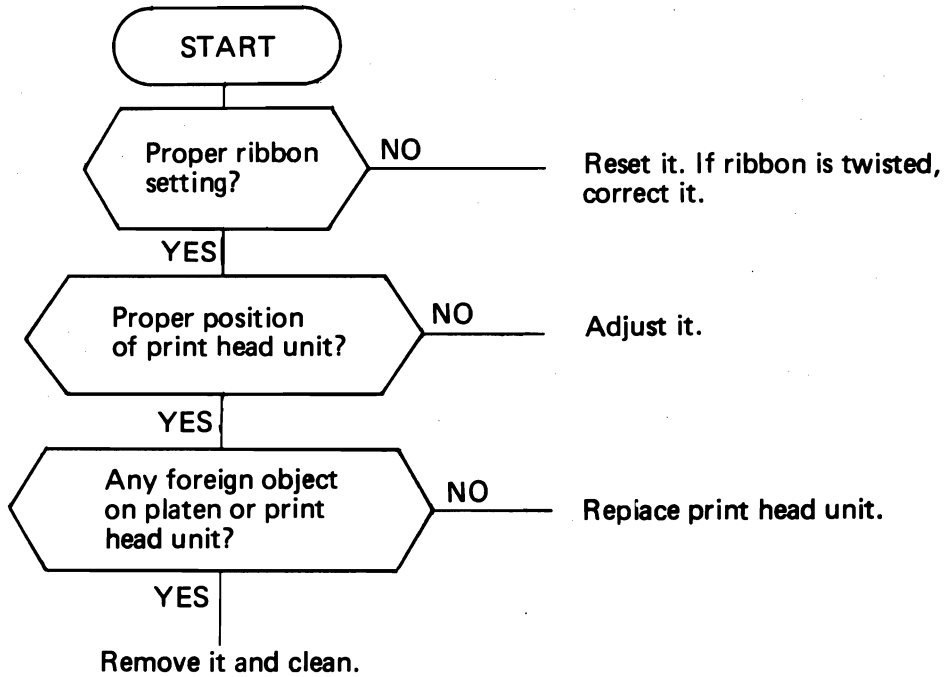 START
Proper ribbon
setting?
NO
Reset it. If ribbon is twisted,
correct it.
YES
Proper position
of print head unit?
NO
Adjust it.
YES
Any foreign object
on platen or print
head unit?
NO
Replace print head unit.
YES
Remove it and clean.